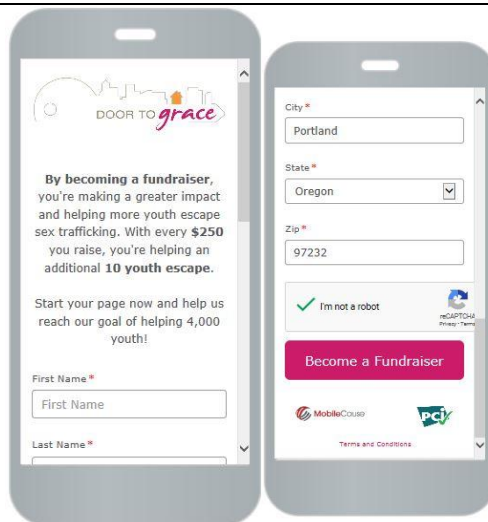 DOOR TO grace
By becoming a fundraiser,
you're making a greater impact
and helping more youth escape
sex trafficking. With every $250
you raise, you're helping an
additional 10 youth escape.
Start your page now and help us
reach our goal of helping 4,000
youth!
First Name *
First Name
Last Name *
City *
Portland
State *
Oregon
Zip *
97232
I'm not a robot
reCAPTCHA
Privacy - Terms
Become a Fundraiser
MobileCause
PCI
Terms and Conditions